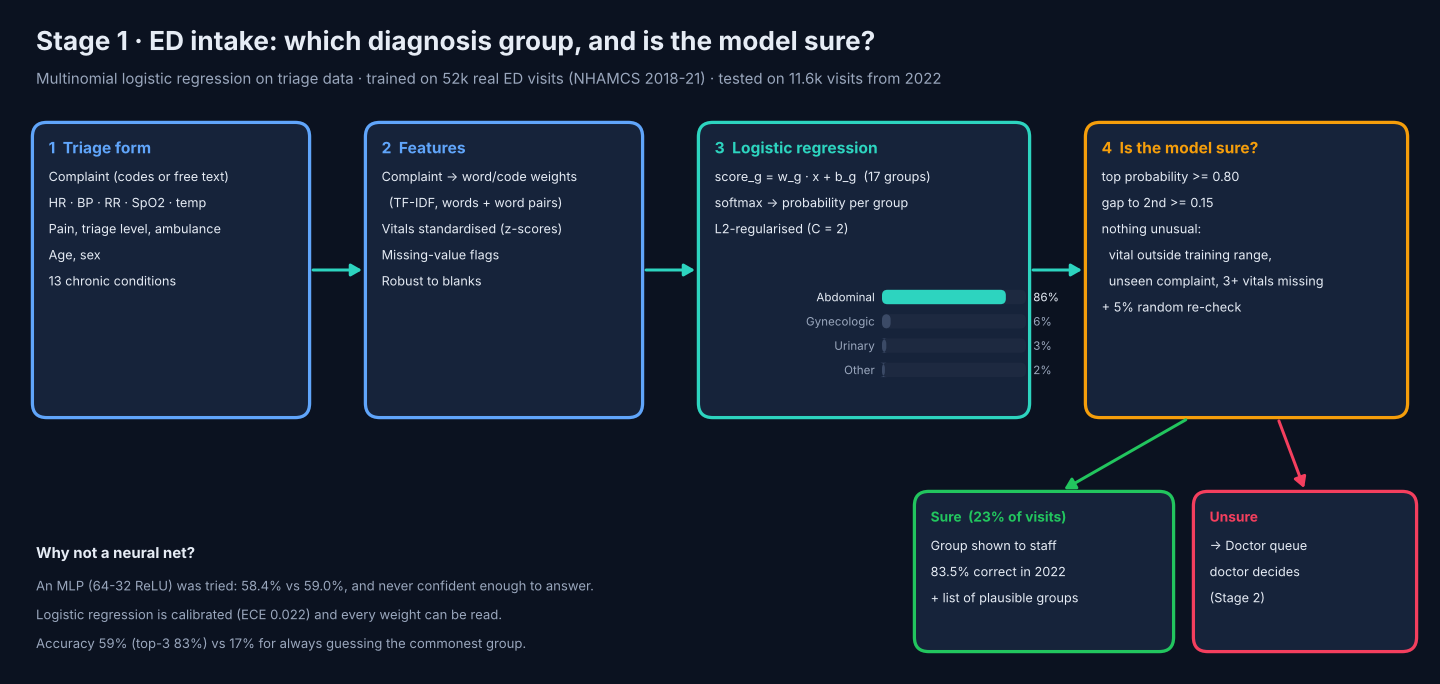 Stage 1 · ED intake: which diagnosis group, and is the model sure?
Multinomial logistic regression on triage data · trained on 52k real ED visits (NHAMCS 2018-21) · tested on 11.6k visits from 2022
1 Triage form
Complaint (codes or free text)
HR · BP · RR · SpO2 · temp
Pain, triage level, ambulance
Age, sex
13 chronic conditions
2 Features
Complaint → word/code weights
(TF-IDF, words + word pairs)
Vitals standardised (z-scores)
Missing-value flags
Robust to blanks
3 Logistic regression
score_g = w_g · x + b_g (17 groups)
softmax → probability per group
L2-regularised (C = 2)
Abdominal 86%
Gynecologic 6%
Urinary 3%
Other 2%
4 Is the model sure?
top probability >= 0.80
gap to 2nd >= 0.15
nothing unusual:
vital outside training range,
unseen complaint, 3+ vitals missing
+ 5% random re-check
Sure (23% of visits)
Group shown to staff
83.5% correct in 2022
+ list of plausible groups
Unsure
→ Doctor queue
doctor decides
(Stage 2)
Why not a neural net?
An MLP (64-32 ReLU) was tried: 58.4% vs 59.0%, and never confident enough to answer.
Logistic regression is calibrated (ECE 0.022) and every weight can be read.
Accuracy 59% (top-3 83%) vs 17% for always guessing the commonest group.